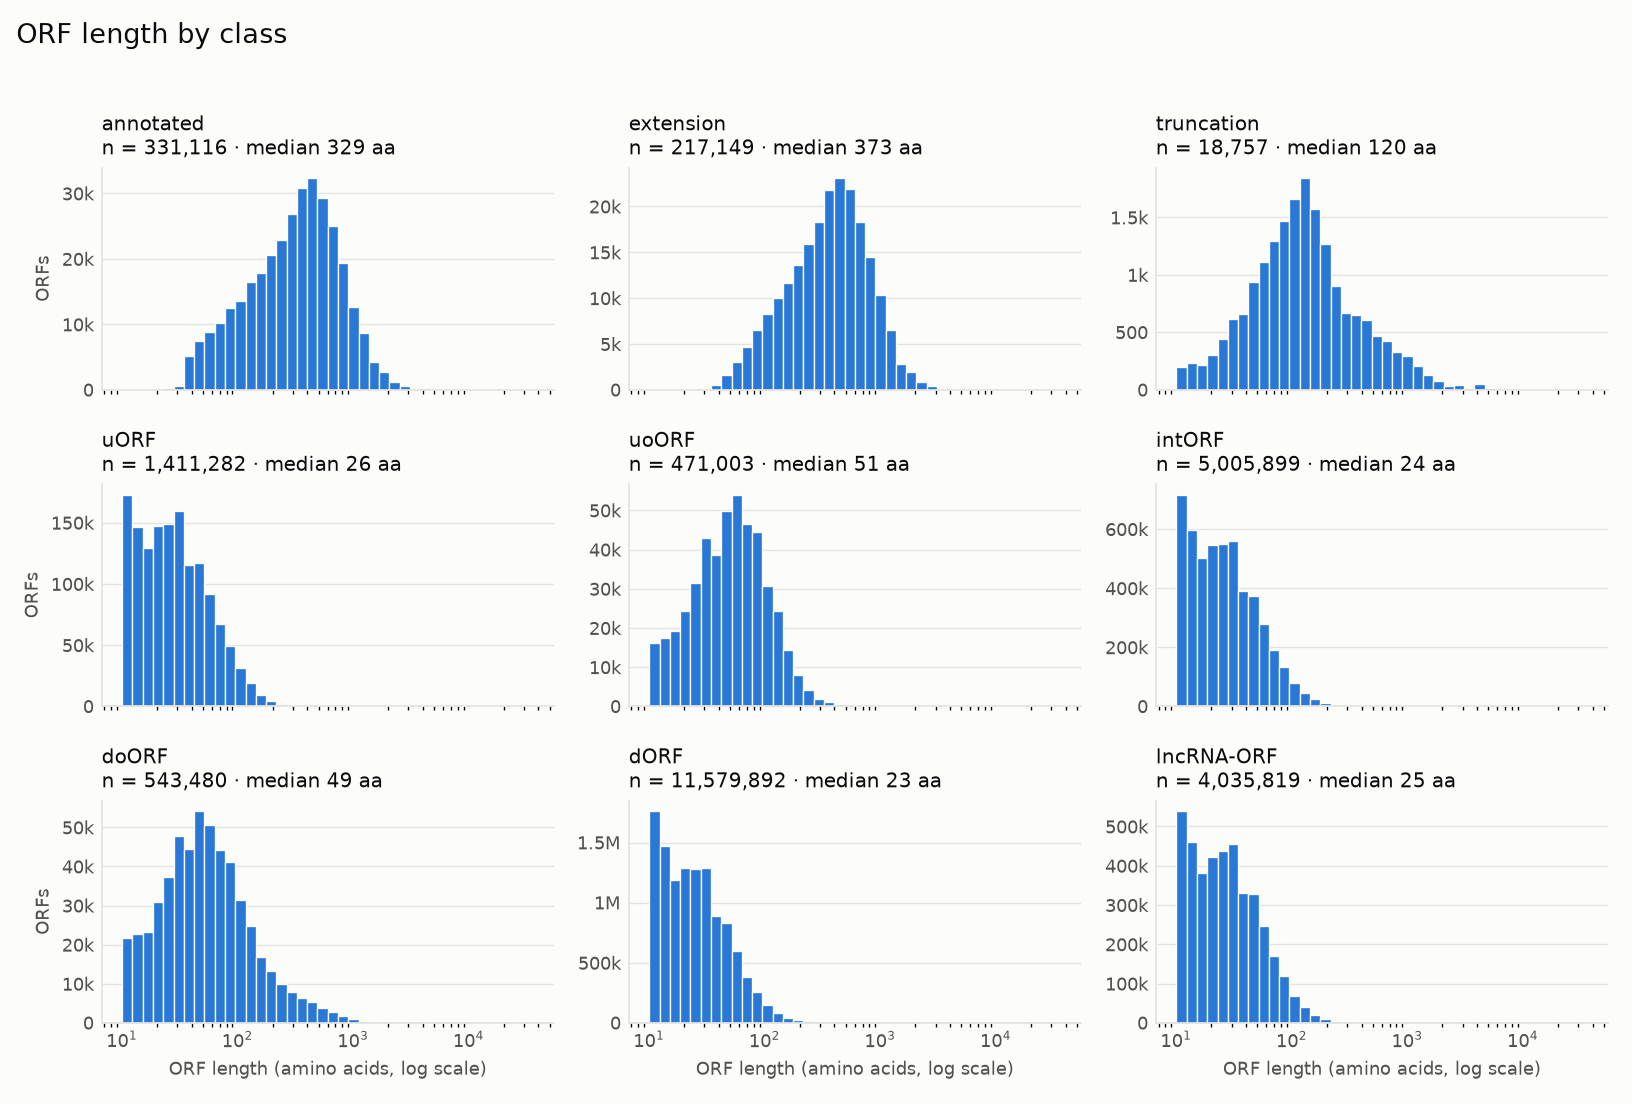 ORF length by class
annotated
n = 331,116 · median 329 aa
extension
n = 217,149 · median 373 aa
truncation
n = 18,757 · median 120 aa
30k
20k
10k
0
ORFs
20k
15k
10k
5k
0
1.5k
1k
500
0
uORF
n = 1,411,282 · median 26 aa
uoORF
n = 471,003 · median 51 aa
intORF
n = 5,005,899 · median 24 aa
150k
100k
50k
0
ORFs
50k
40k
30k
20k
10k
0
600k
400k
200k
0
doORF
n = 543,480 · median 49 aa
dORF
n = 11,579,892 · median 23 aa
lncRNA-ORF
n = 4,035,819 · median 25 aa
50k
40k
30k
20k
10k
0
ORFs
1.5M
1M
500k
0
500k
400k
300k
200k
100k
0
10¹ 10² 10³ 10⁴
10¹ 10² 10³ 10⁴
10¹ 10² 10³ 10⁴
ORF length (amino acids, log scale)
ORF length (amino acids, log scale)
ORF length (amino acids, log scale)